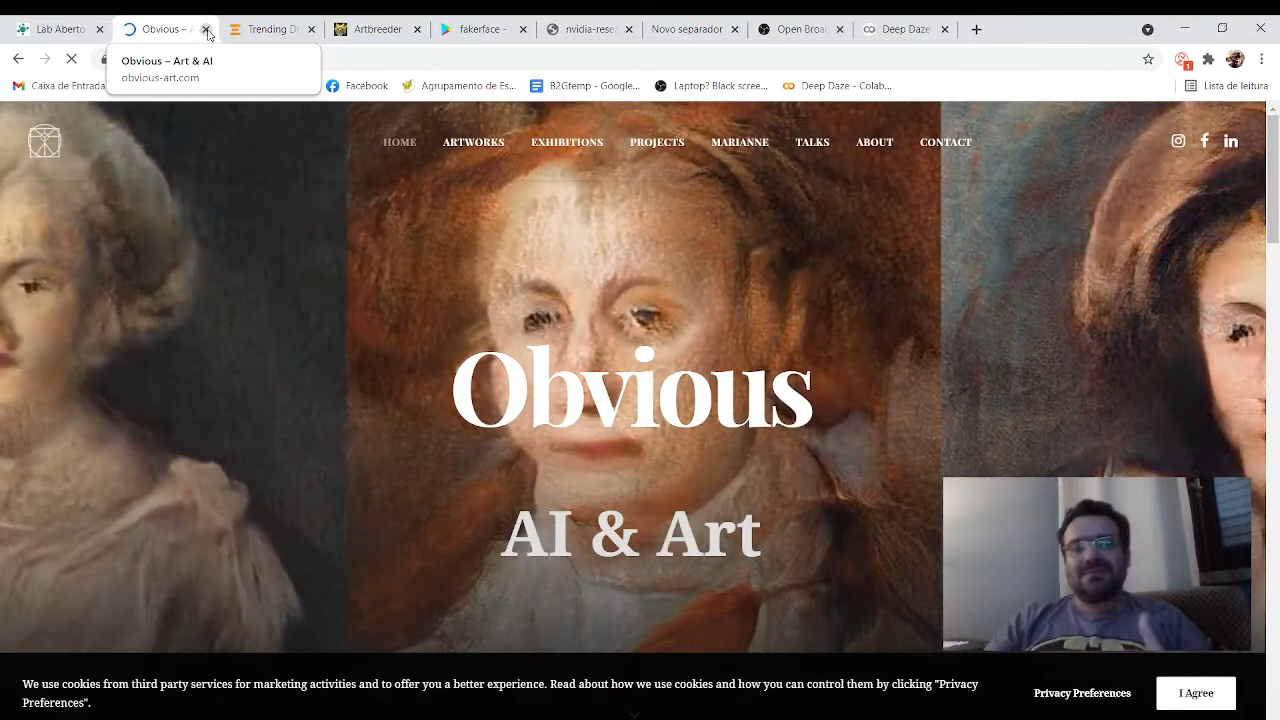 Lab Aberto
Obvious – A
Trending D
Artbreeder
fakerface -
nvidia-rese
Novo separador
Open Broa
Deep Daze
Obvious – Art & AI
obvious-art.com
Caixa de Entrada
Facebook
Agrupamento de Es...
B2Gtemp - Google...
Laptop? Black scree...
Deep Daze - Colab...
Lista de leitura
HOME
ARTWORKS
EXHIBITIONS
PROJECTS
MARIANNE
TALKS
ABOUT
CONTACT
Obvious
AI & Art
We use cookies from third party services for marketing activities and to offer you a better experience. Read about how we use cookies and how you can control them by clicking "Privacy
Preferences".
Privacy Preferences
I Agree